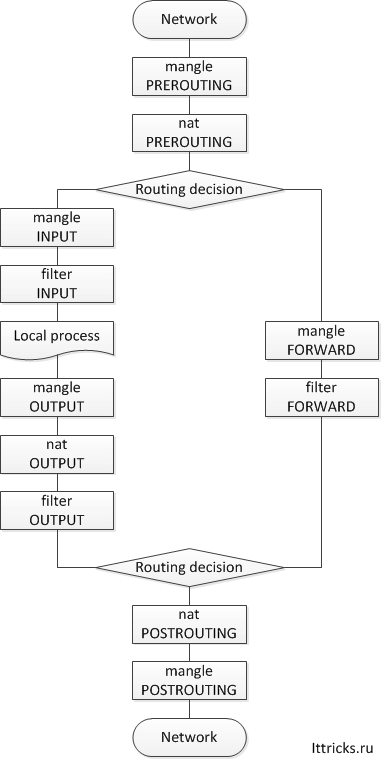 Network
mangle
PREROUTING
nat
PREROUTING
Routing decision
mangle
INPUT
filter
INPUT
Local process
mangle
OUTPUT
nat
OUTPUT
filter
OUTPUT
mangle
FORWARD
filter
FORWARD
Routing decision
nat
POSTROUTING
mangle
POSTROUTING
Network
Ittricks.ru